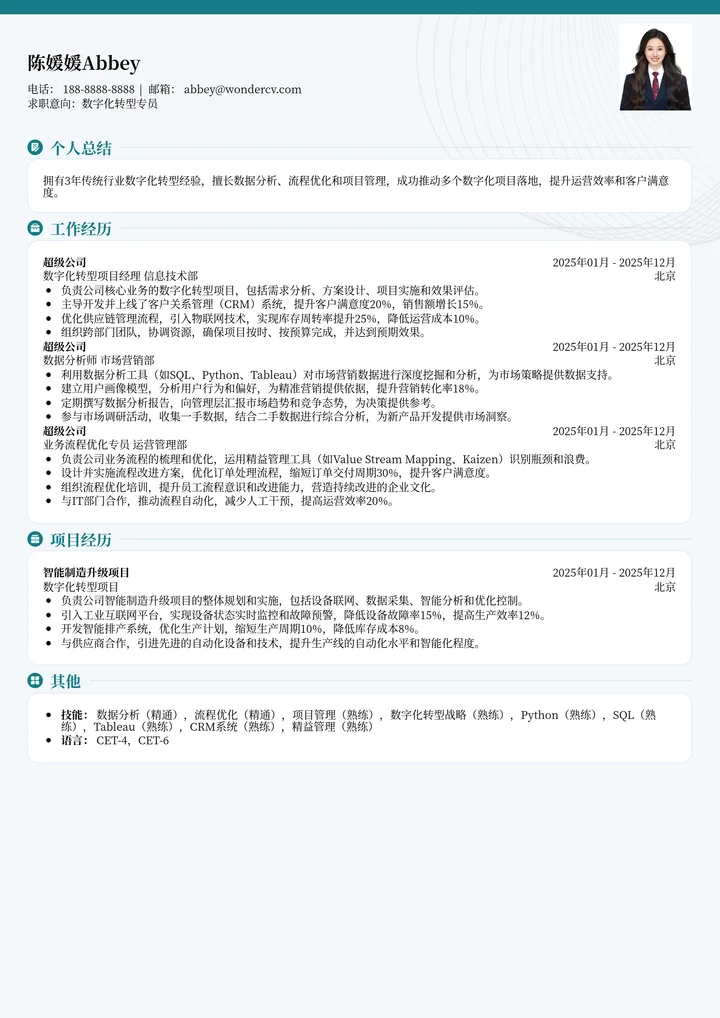 陈媛媛Abbey
电话： 188-8888-8888 | 邮箱： abbey@wondercv.com
求职意向：数字化转型专员
个人总结
拥有3年传统行业数字化转型经验，擅长数据分析、流程优化和项目管理，成功推动多个数字化项目落地，提升运营效率和客户满意
度。
工作经历
超级公司 2025年01月 - 2025年12月
数字化转型项目经理 信息技术部 北京
• 负责公司核心业务的数字化转型项目，包括需求分析、方案设计、项目实施和效果评估。
• 主导开发并上线了客户关系管理（CRM）系统，提升客户满意度20%，销售额增长15%。
• 优化供应链管理流程，引入物联网技术，实现库存周转率提升25%，降低运营成本10%。
• 组织跨部门团队，协调资源，确保项目按时、按预算完成，并达到预期效果。
超级公司 2025年01月 - 2025年12月
数据分析师 市场营销部 北京
• 利用数据分析工具（如SQL、Python、Tableau）对市场营销数据进行深度挖掘和分析，为市场策略提供数据支持。
• 建立用户画像模型，分析用户行为和偏好，为精准营销提供依据，提升营销转化率18%。
• 定期撰写数据分析报告，向管理层汇报市场趋势和竞争态势，为决策提供参考。
• 参与市场调研活动，收集一手数据，结合二手数据进行综合分析，为新产品开发提供市场洞察。
超级公司 2025年01月 - 2025年12月
业务流程优化专员 运营管理部 北京
• 负责公司业务流程的梳理和优化，运用精益管理工具（如Value Stream Mapping、Kaizen）识别瓶颈和浪费。
• 设计并实施流程改进方案，优化订单处理流程，缩短订单交付周期30%，提升客户满意度。
• 组织流程优化培训，提升员工流程意识和改进能力，营造持续改进的企业文化。
• 与IT部门合作，推动流程自动化，减少人工干预，提高运营效率20%。
项目经历
智能制造升级项目 2025年01月 - 2025年12月
数字化转型项目 北京
• 负责公司智能制造升级项目的整体规划和实施，包括设备联网、数据采集、智能分析和优化控制。
• 引入工业互联网平台，实现设备状态实时监控和故障预警，降低设备故障率15%，提高生产效率12%。
• 开发智能排产系统，优化生产计划，缩短生产周期10%，降低库存成本8%。
• 与供应商合作，引进先进的自动化设备和技术，提升生产线的自动化水平和智能化程度。
其他
• 技能： 数据分析（精通）, 流程优化（精通）, 项目管理（熟练）, 数字化转型战略（熟练）, Python（熟练）, SQL（熟
练）, Tableau（熟练）, CRM系统（熟练）, 精益管理（熟练）
• 语言： CET-4，CET-6